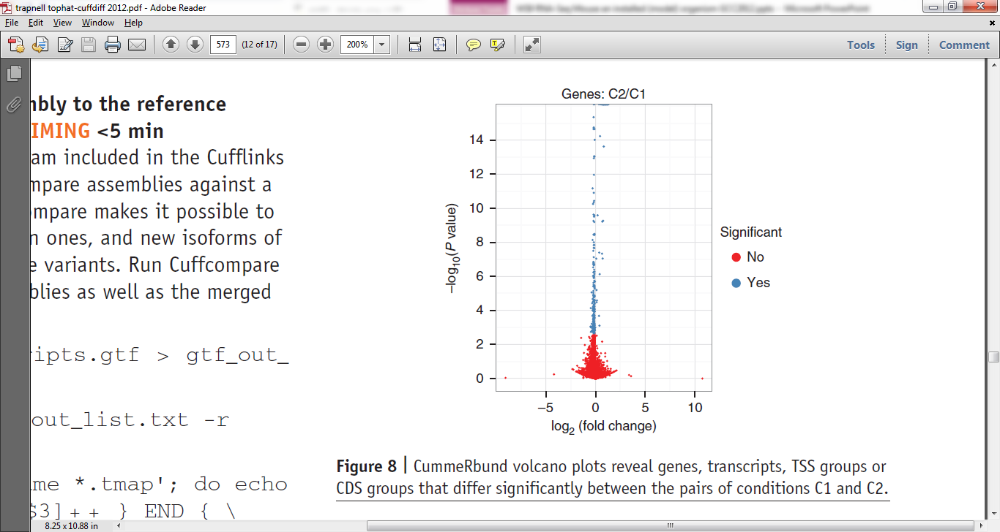 trapnell tophat-cuffdiff 2012.pdf - Adobe Reader
File Edit View Window Help
573 (12 of 17) 200% Tools Sign Comment
mbly to the reference
IMING <5 min
am included in the Cufflinks
mpare assemblies against a
ompare makes it possible to
n ones, and new isoforms of
e variants. Run Cuffcompare
blies as well as the merged
ripts.gtf > gtf_out_
out_list.txt -r
me *.tmap'; do echo
$3]++ } END { \
Genes: C2/C1
–log10(P value)
14
12
10
8
6
4
2
0
–5 0 5 10
log2 (fold change)
Significant
No
Yes
Figure 8 | CummeRbund volcano plots reveal genes, transcripts, TSS groups or
CDS groups that differ significantly between the pairs of conditions C1 and C2.
8.25 x 10.88 in